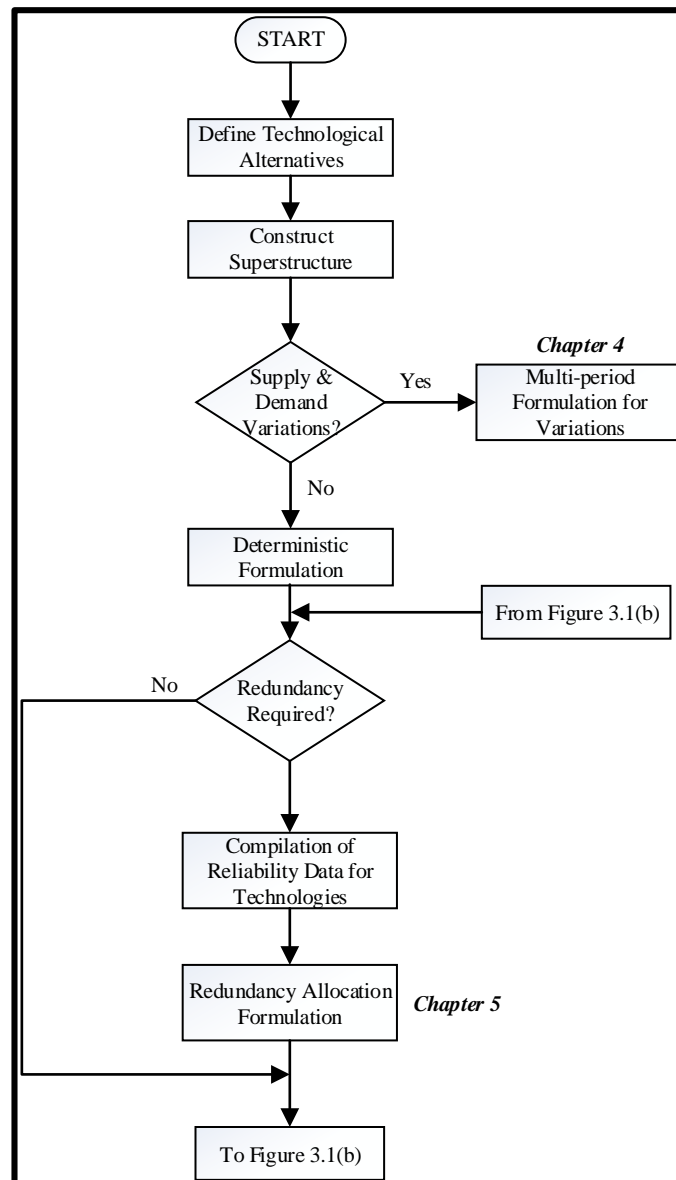 START
Define Technological
Alternatives
Construct
Superstructure
Chapter 4
Supply &
Demand
Variations?
Yes
Multi-period
Formulation for
Variations
No
Deterministic
Formulation
From Figure 3.1(b)
No
Redundancy
Required?
Compilation of
Reliability Data for
Technologies
Redundancy Allocation
Formulation
Chapter 5
To Figure 3.1(b)